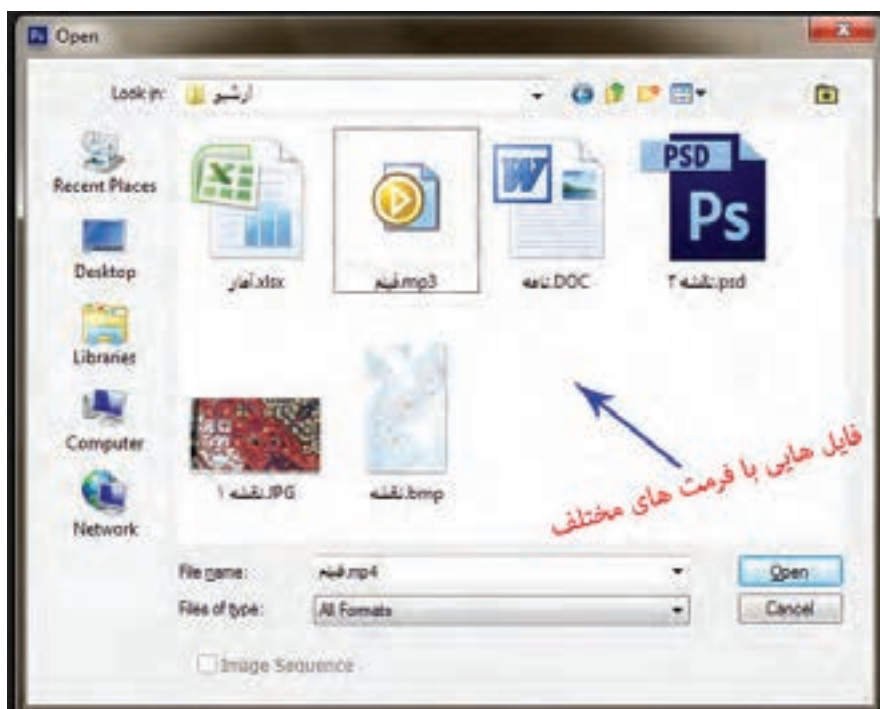 Open
Look in: ارشیو
Recent Places
Desktop
Libraries
Computer
Network
آمار.xlsx
فیلم.mp3
نامه.DOC
PSD
Ps
نقشه ۲.psd
نقشه ۱.JPG
نقشه.bmp
فایل هایی با فرمت های مختلف
File name: فیلم.mp4
Open
Files of type: All Formats
Cancel
Image Sequence